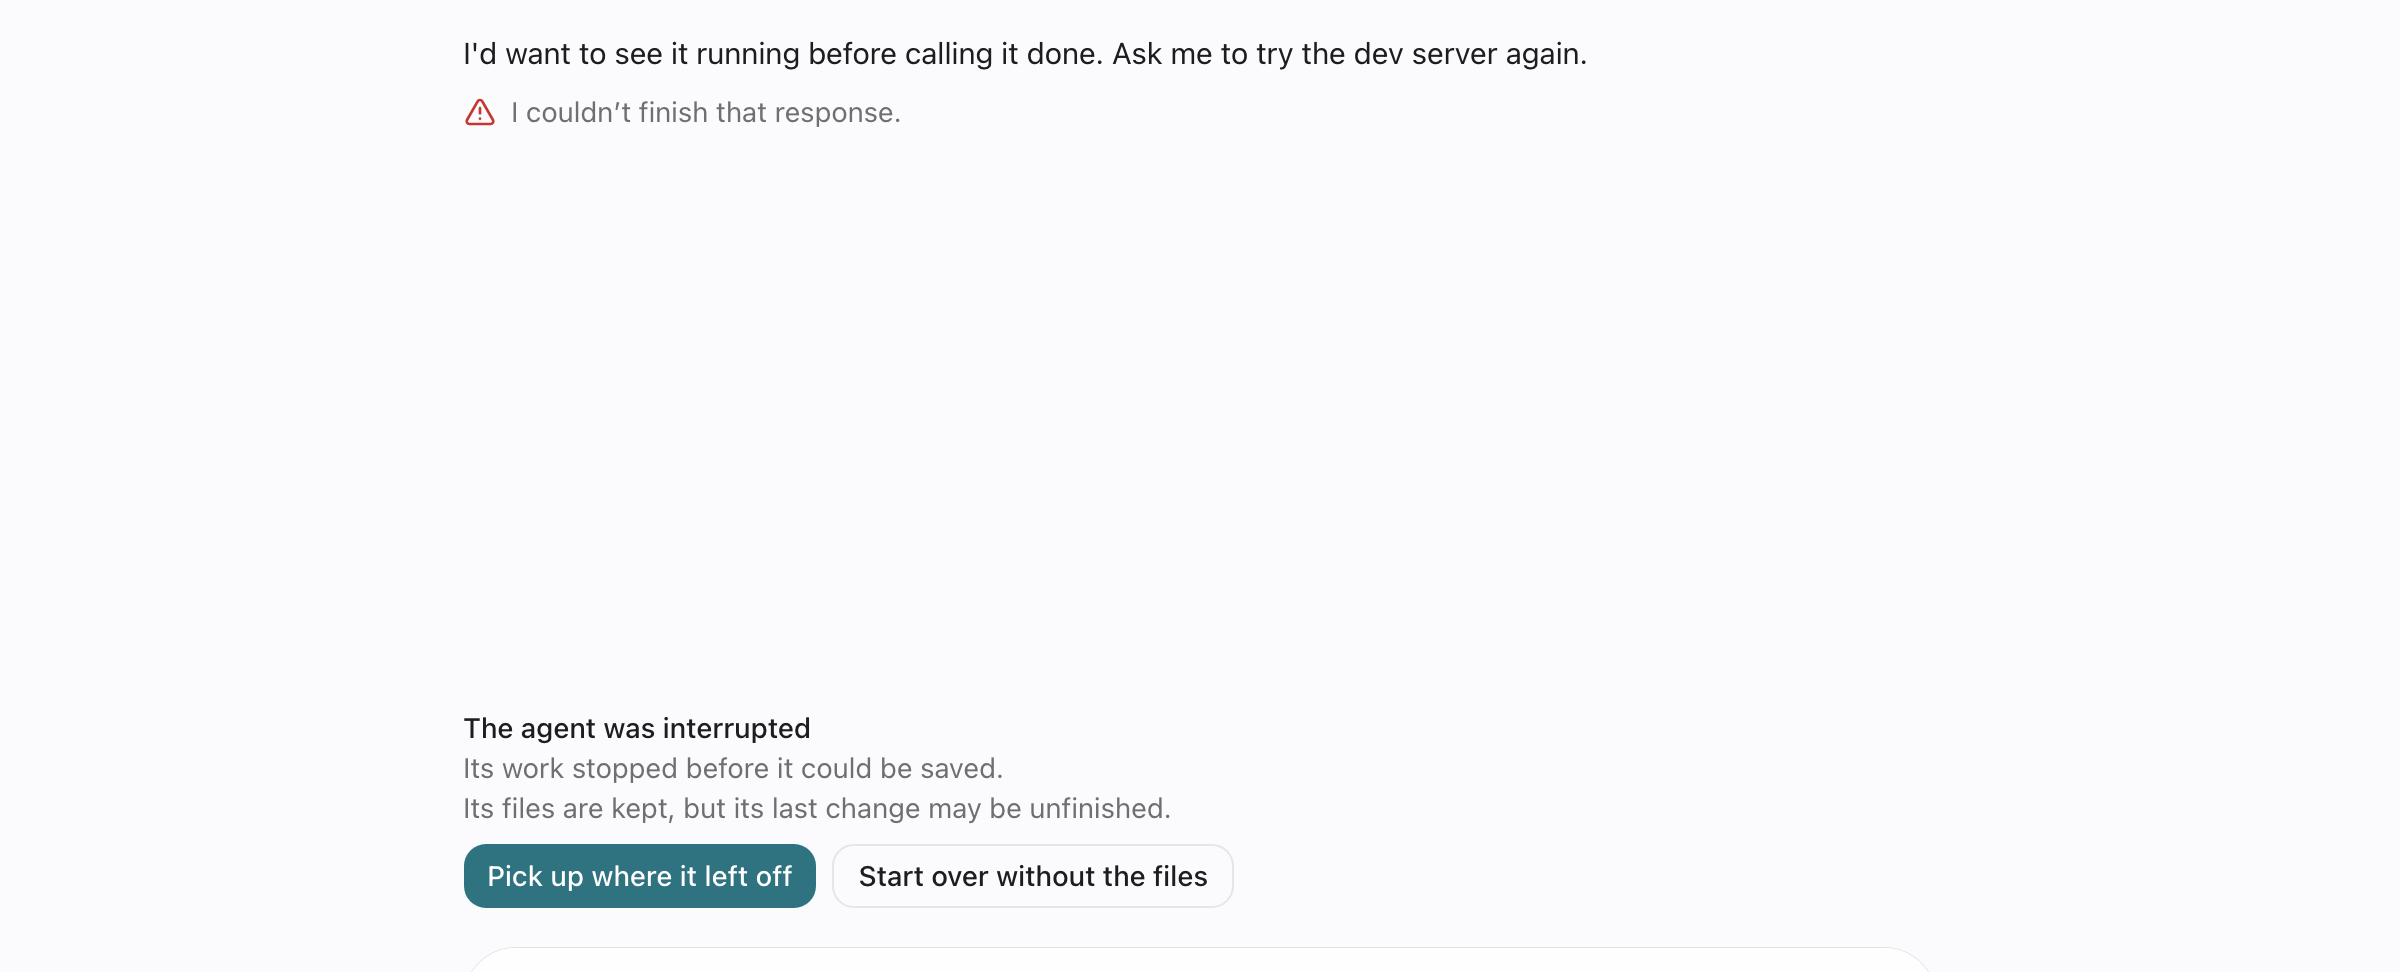 I'd want to see it running before calling it done. Ask me to try the dev server again.
I couldn’t finish that response.
The agent was interrupted
Its work stopped before it could be saved.
Its files are kept, but its last change may be unfinished.
Pick up where it left off
Start over without the files